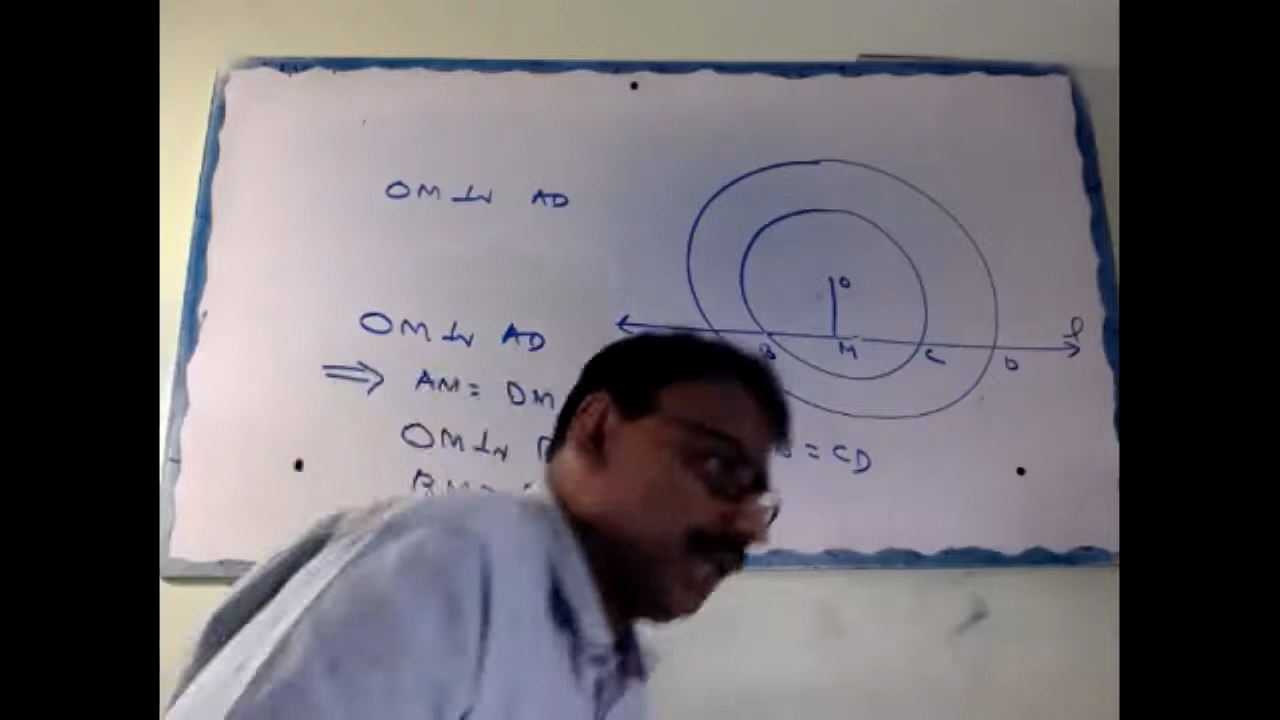 OM ⊥r AD
O
l
B M C D
OM ⊥r AD
⇒ AM = DM
OM ⊥r
= CD
BM =